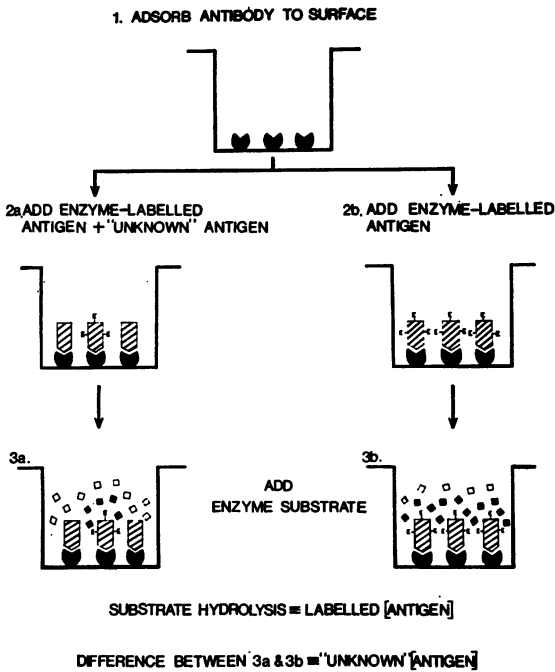 1. ADSORB ANTIBODY TO SURFACE
2a. ADD ENZYME-LABELLED
ANTIGEN + "UNKNOWN" ANTIGEN
2b. ADD ENZYME-LABELLED
ANTIGEN
E
E E
E E E
E E E E
3a.
3b.
ADD
ENZYME SUBSTRATE
E
E E
E E E
E E
SUBSTRATE HYDROLYSIS ≡ LABELLED [ANTIGEN]
DIFFERENCE BETWEEN 3a & 3b ≡ "UNKNOWN" [ANTIGEN]